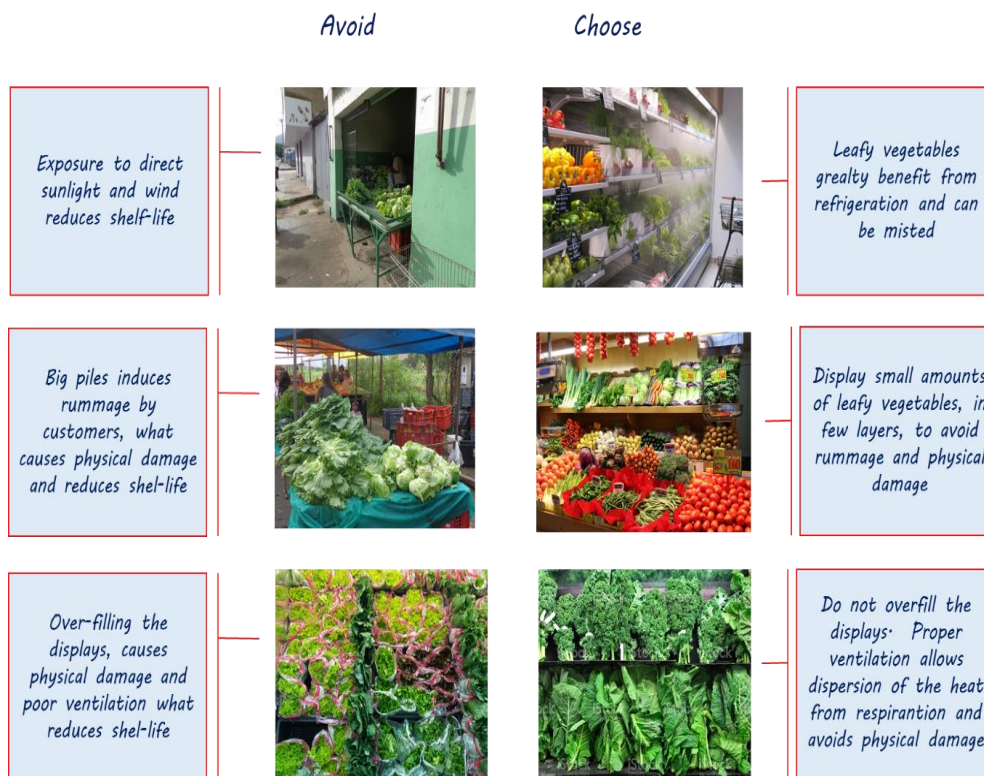 Avoid
Choose
Exposure to direct
sunlight and wind
reduces shelf-life
Leafy vegetables
grealty benefit from
refrigeration and can
be misted
Big piles induces
rummage by
customers, what
causes physical damage
and reduces shel-life
Display small amounts
of leafy vegetables, in
few layers, to avoid
rummage and physical
damage
Over-filling the
displays, causes
physical damage and
poor ventilation what
reduces shel-life
Do not overfill the
displays. Proper
ventilation allows
dispersion of the heat
from respirantion and
avoids physical damage